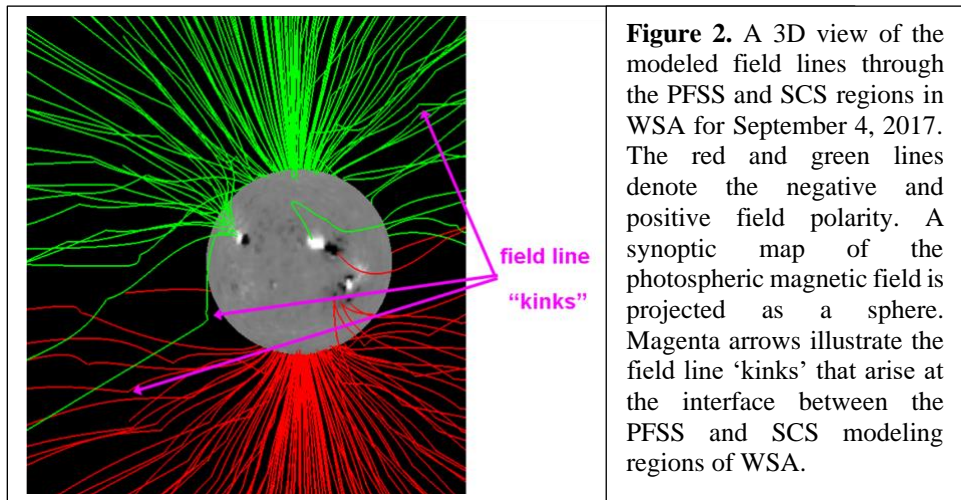 field line
“kinks”
Figure 2. A 3D view of the
modeled field lines through
the PFSS and SCS regions in
WSA for September 4, 2017.
The red and green lines
denote the negative and
positive field polarity. A
synoptic map of the
photospheric magnetic field is
projected as a sphere.
Magenta arrows illustrate the
field line ‘kinks’ that arise at
the interface between the
PFSS and SCS modeling
regions of WSA.